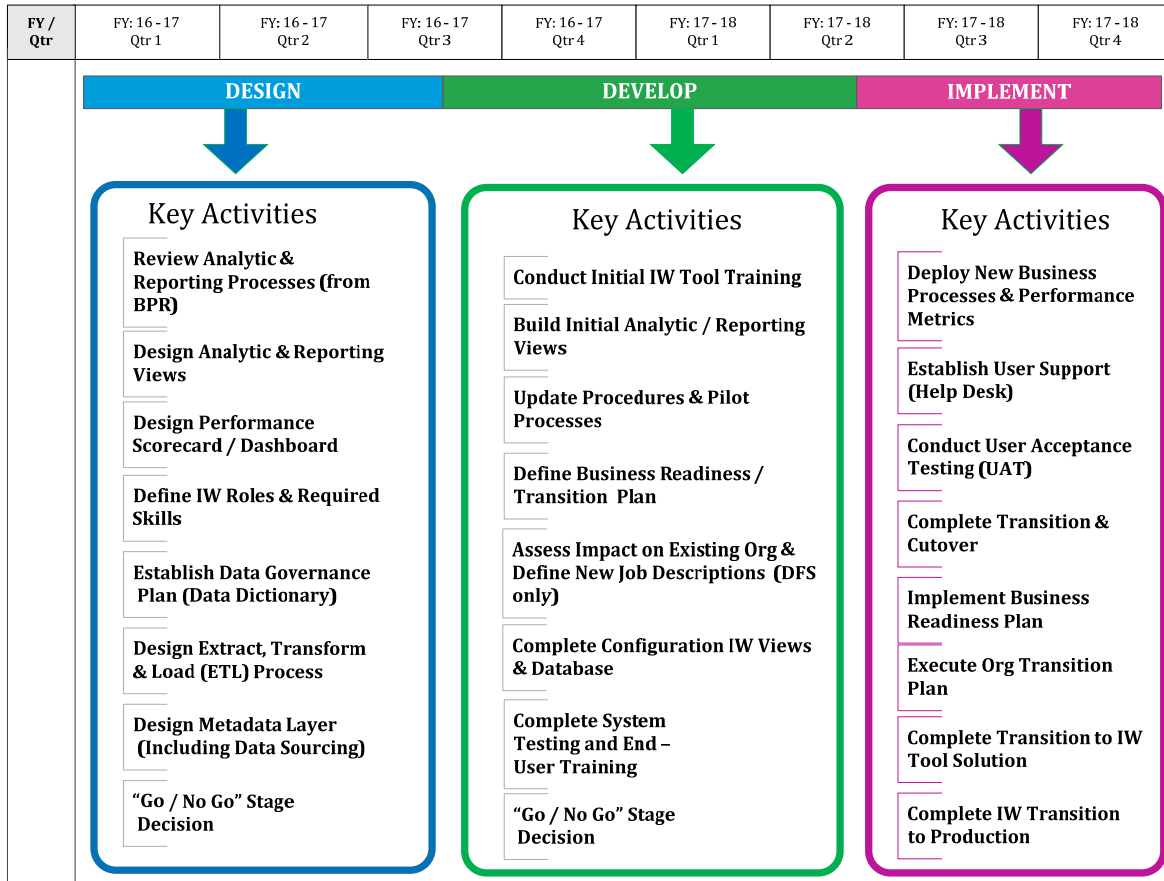 FY /
Qtr
FY: 16 - 17
Qtr 1
FY: 16 - 17
Qtr 2
FY: 16 - 17
Qtr 3
FY: 16 - 17
Qtr 4
FY: 17 - 18
Qtr 1
FY: 17 - 18
Qtr 2
FY: 17 - 18
Qtr 3
FY: 17 - 18
Qtr 4
DESIGN
DEVELOP
IMPLEMENT
Key Activities
Review Analytic &
Reporting Processes (from
BPR)
Design Analytic & Reporting
Views
Design Performance
Scorecard / Dashboard
Define IW Roles & Required
Skills
Establish Data Governance
Plan (Data Dictionary)
Design Extract, Transform
& Load (ETL) Process
Design Metadata Layer
(Including Data Sourcing)
“Go / No Go” Stage
Decision
Key Activities
Conduct Initial IW Tool Training
Build Initial Analytic / Reporting
Views
Update Procedures & Pilot
Processes
Define Business Readiness /
Transition Plan
Assess Impact on Existing Org &
Define New Job Descriptions (DFS
only)
Complete Configuration IW Views
& Database
Complete System
Testing and End –
User Training
“Go / No Go” Stage
Decision
Key Activities
Deploy New Business
Processes & Performance
Metrics
Establish User Support
(Help Desk)
Conduct User Acceptance
Testing (UAT)
Complete Transition &
Cutover
Implement Business
Readiness Plan
Execute Org Transition
Plan
Complete Transition to IW
Tool Solution
Complete IW Transition
to Production